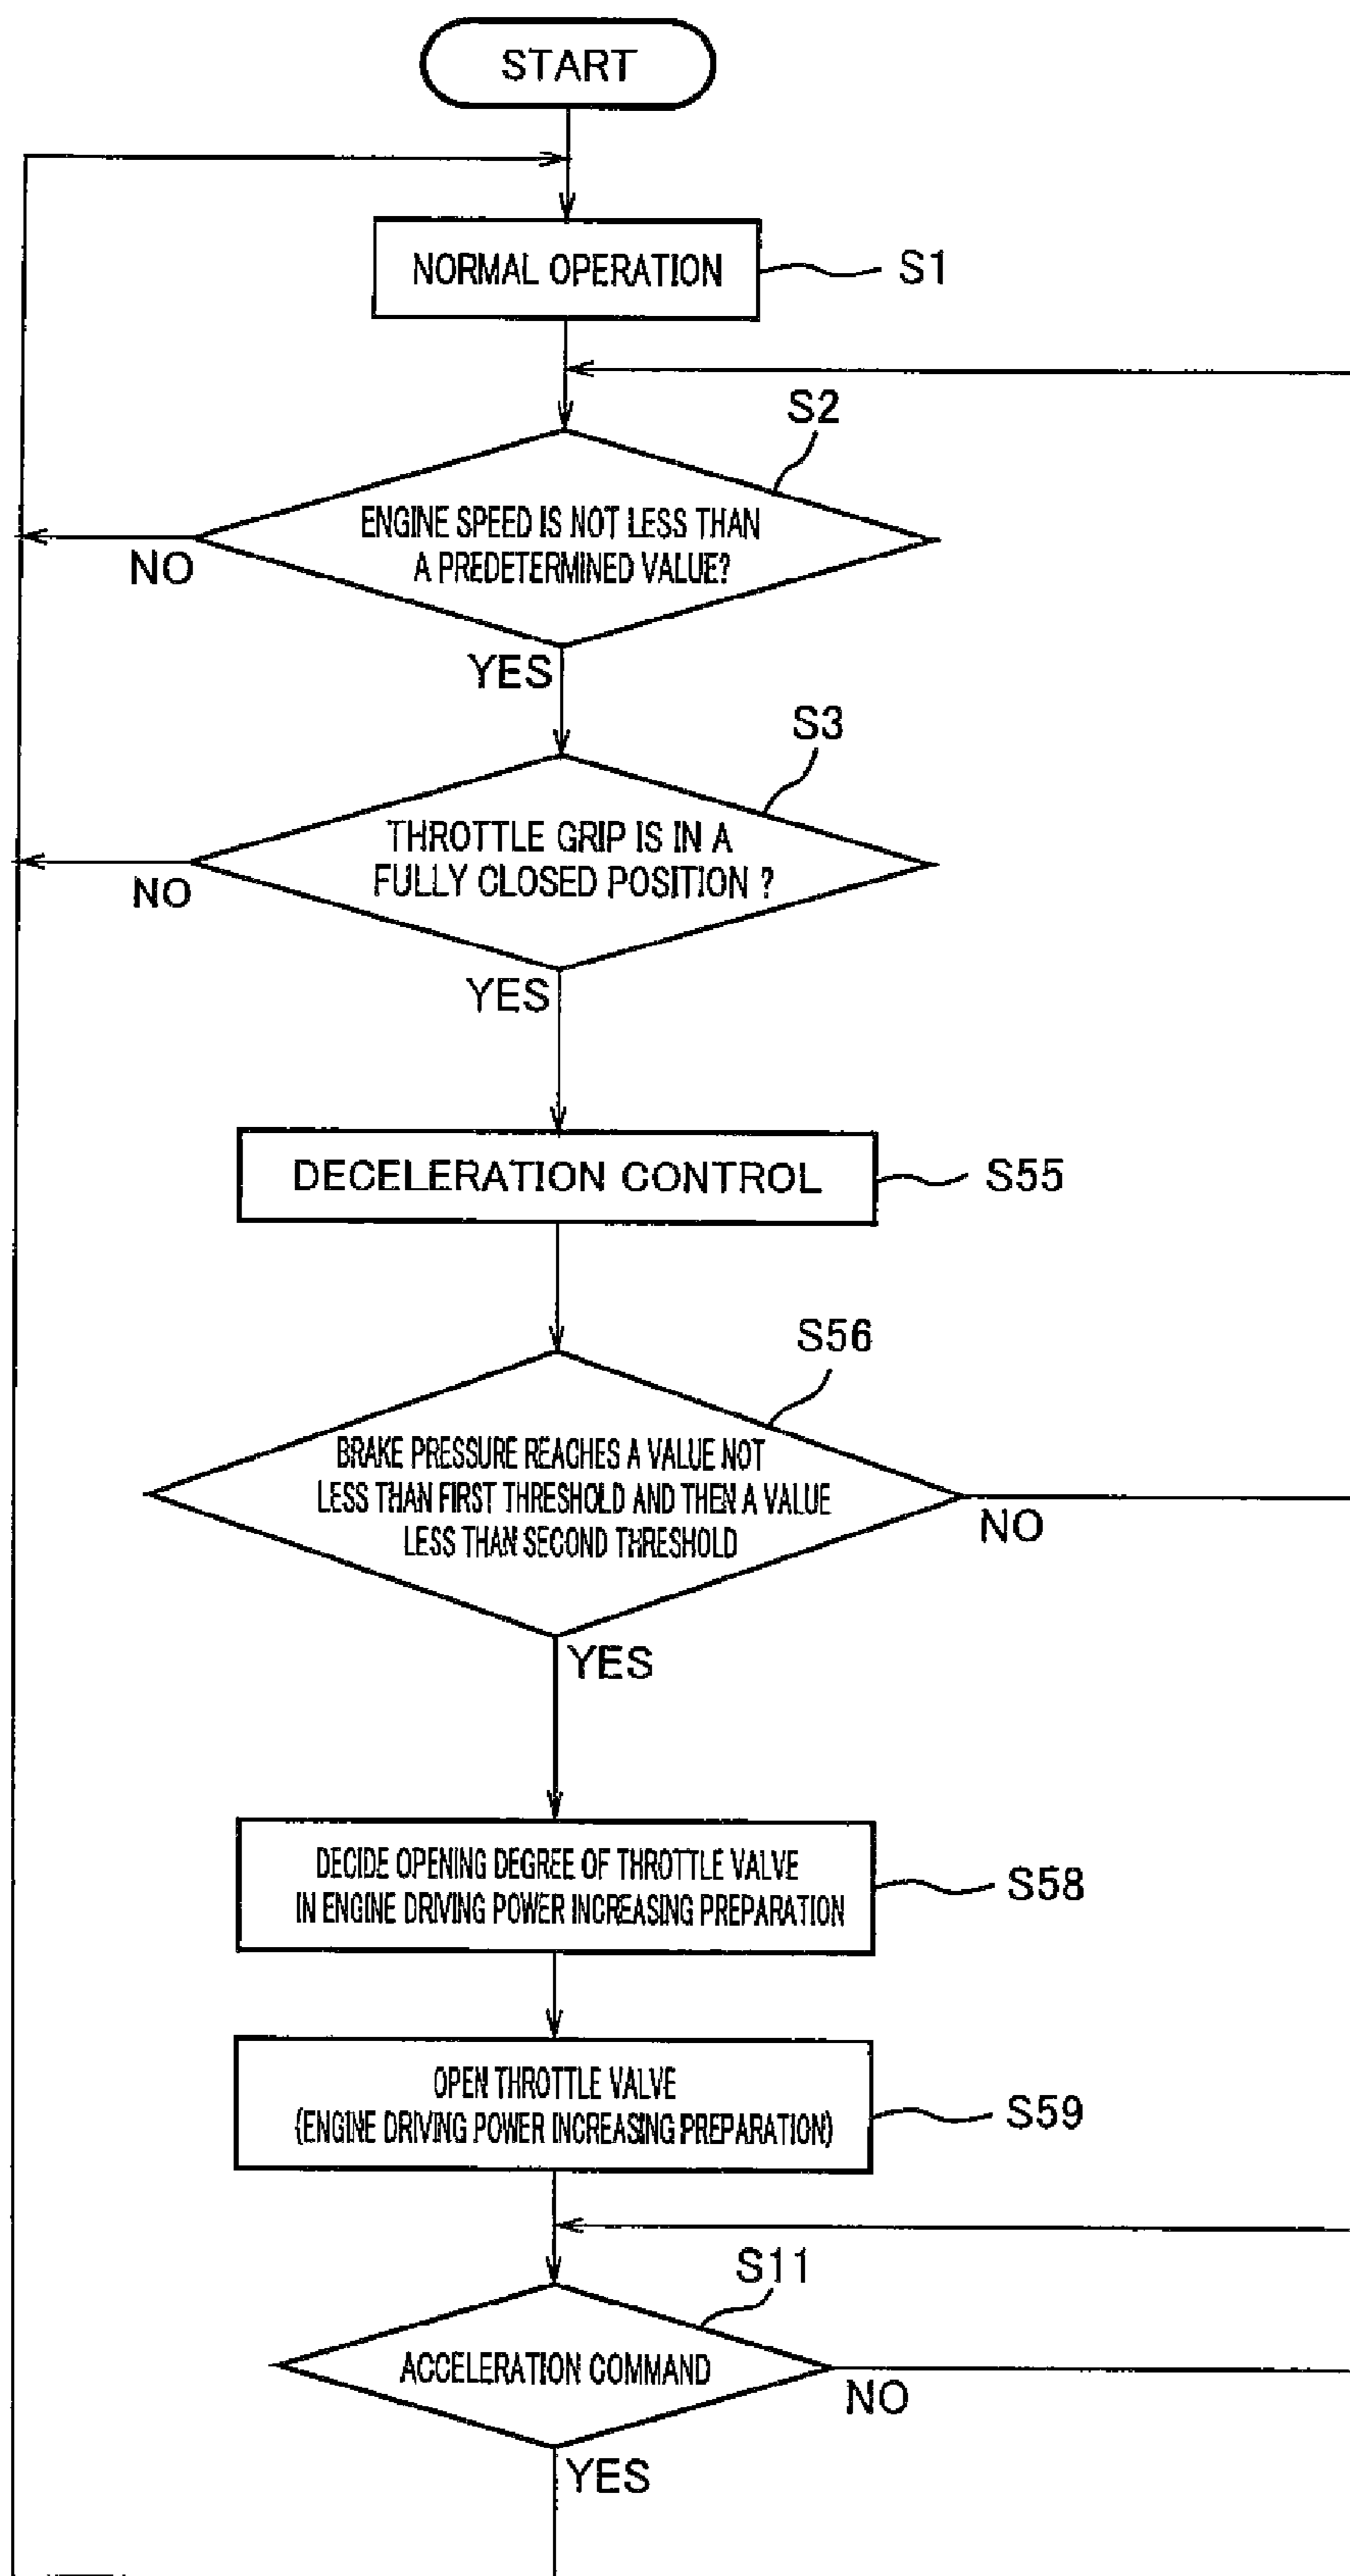 START
NORMAL OPERATION
S1
S2
ENGINE SPEED IS NOT LESS THAN
A PREDETERMINED VALUE?
NO
YES
S3
THROTTLE GRIP IS IN A
FULLY CLOSED POSITION ?
NO
YES
DECELERATION CONTROL
S55
S56
BRAKE PRESSURE REACHES A VALUE NOT
LESS THAN FIRST THRESHOLD AND THEN A VALUE
LESS THAN SECOND THRESHOLD
NO
YES
DECIDE OPENING DEGREE OF THROTTLE VALVE
IN ENGINE DRIVING POWER INCREASING PREPARATION
S58
OPEN THROTTLE VALVE
(ENGINE DRIVING POWER INCREASING PREPARATION)
S59
S11
ACCELERATION COMMAND
NO
YES